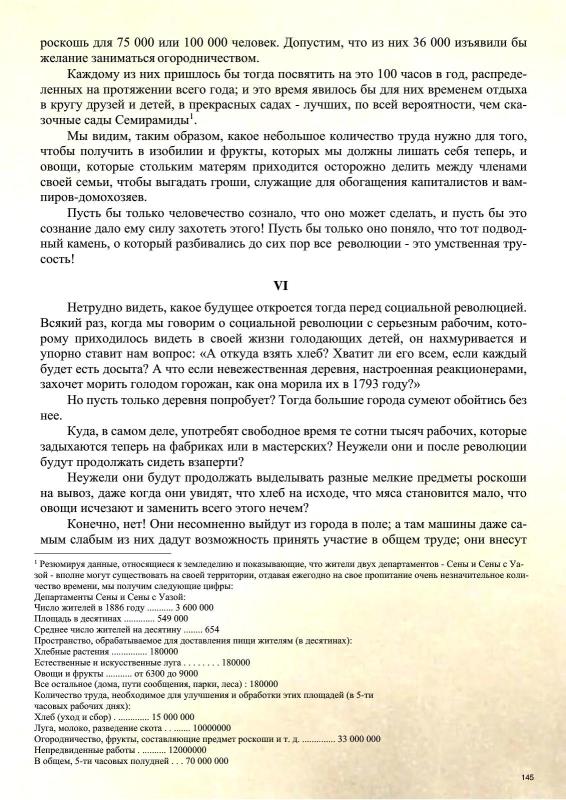 роскошь для 75 000 или 100 000 человек. Допустим, что из них 36 000 изъявили бы
желание заниматься огородничеством.
Каждому из них пришлось бы тогда посвятить на это 100 часов в год, распреде-
ленных на протяжении всего года; и это время явилось бы для них временем отдыха
в кругу друзей и детей, в прекрасных садах - лучших, по всей вероятности, чем ска-
зочные сады Семирамиды¹.
Мы видим, таким образом, какое небольшое количество труда нужно для того,
чтобы получить в изобилии и фрукты, которых мы должны лишать себя теперь, и
овощи, которые стольким матерям приходится осторожно делить между членами
своей семьи, чтобы выгадать гроши, служащие для обогащения капиталистов и вам-
пиров-домохозяев.
Пусть бы только человечество сознало, что оно может сделать, и пусть бы это
сознание дало ему силу захотеть этого! Пусть бы только оно поняло, что тот подвод-
ный камень, о который разбивались до сих пор все революции - это умственная тру-
сость!
VI
Нетрудно видеть, какое будущее откроется тогда перед социальной революцией.
Всякий раз, когда мы говорим о социальной революции с серьезным рабочим, кото-
рому приходилось видеть в своей жизни голодающих детей, он нахмуривается и
упорно ставит нам вопрос: «А откуда взять хлеб? Хватит ли его всем, если каждый
будет есть досыта? А что если невежественная деревня, настроенная реакционерами,
захочет морить голодом горожан, как она морила их в 1793 году?»
Но пусть только деревня попробует? Тогда большие города сумеют обойтись без
нее.
Куда, в самом деле, употребят свободное время те сотни тысяч рабочих, которые
задыхаются теперь на фабриках или в мастерских? Неужели они и после революции
будут продолжать сидеть взаперти?
Неужели они будут продолжать выделывать разные мелкие предметы роскоши
на вывоз, даже когда они увидят, что хлеб на исходе, что мяса становится мало, что
овощи исчезают и заменить всего этого нечем?
Конечно, нет! Они несомненно выйдут из города в поле; а там машины даже са-
мым слабым из них дадут возможность принять участие в общем труде; они внесут
¹ Резюмируя данные, относящиеся к земледелию и показывающие, что жители двух департаментов - Сены и Сены с Уа-
зой - вполне могут существовать на своей территории, отдавая ежегодно на свое пропитание очень незначительное коли-
чество времени, мы получим следующие цифры:
Департаменты Сены и Сены с Уазой:
Число жителей в 1886 году ........... 3 600 000
Площадь в десятинах ............. 549 000
Среднее число жителей на десятину ........ 654
Пространство, обрабатываемое для доставления пищи жителям (в десятинах):
Хлебные растения ............... 180000
Естественные и искусственные луга . . . . . . . . 180000
Овощи и фрукты ........... от 6300 до 9000
Все остальное (дома, пути сообщения, парки, леса) : 180000
Количество труда, необходимое для улучшения и обработки этих площадей (в 5-ти
часовых рабочих днях):
Хлеб (уход и сбор) . ............ 15 000 000
Луга, молоко, разведение скота . . ....... 10000000
Огородничество, фрукты, составляющие предмет роскоши и т. д. .............. 33 000 000
Непредвиденные работы . .......... 12000000
В общем, 5-ти часовых полудней . . . 70 000 000
145